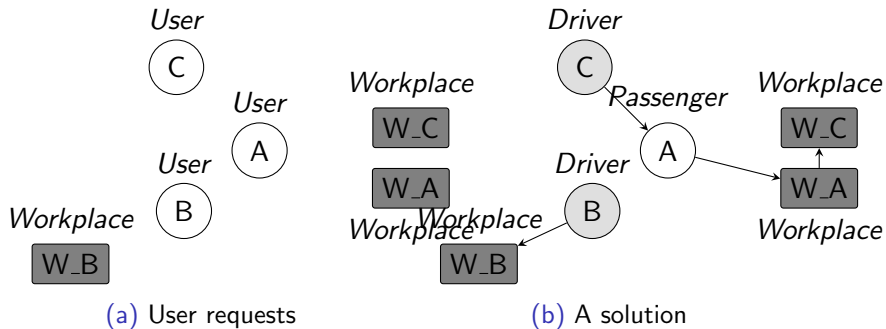 User
C
User
A
User
B
Workplace
W_C
W_A
Workplace
Workplace
W_B
(a) User requests
Driver
C
Passenger
A
Driver
B
Workplace
W_B
Workplace
W_C
W_A
Workplace
(b) A solution